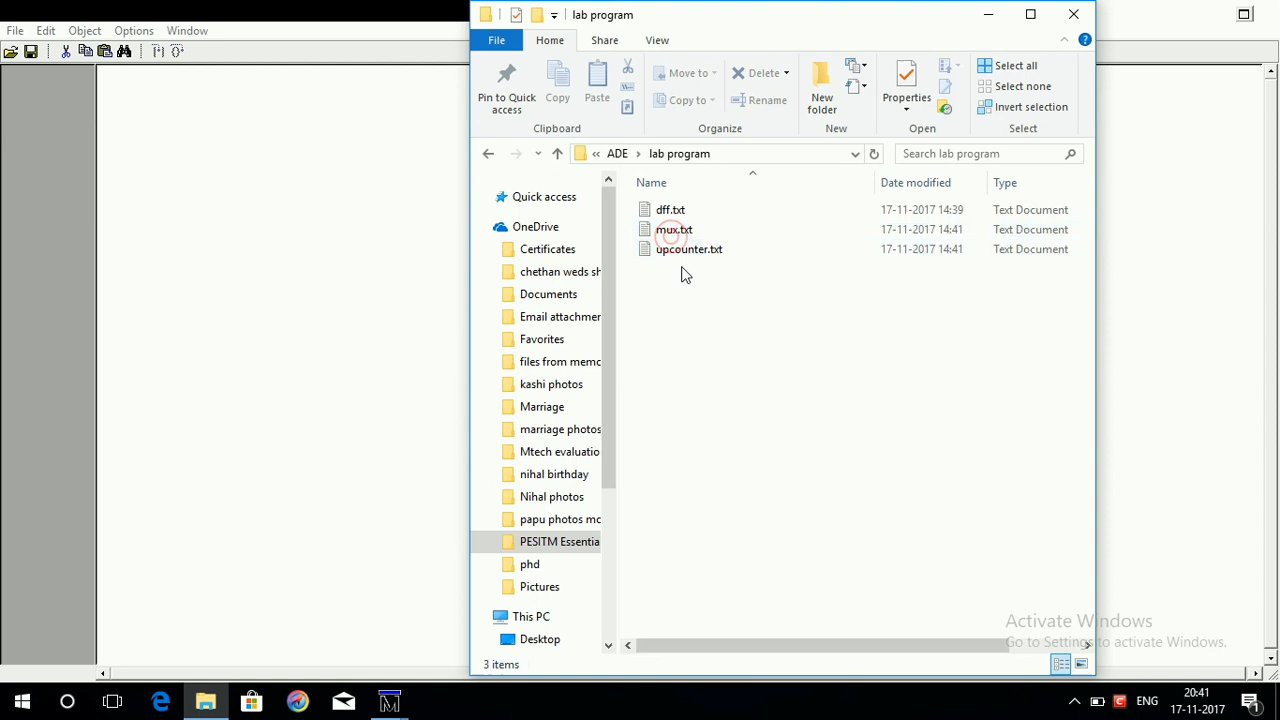 lab program
File Edit Object Options Window
File Home Share View
Pin to Quick access
Copy
Paste
Move to
Copy to
Delete
Rename
New folder
Properties
Select all
Select none
Invert selection
Clipboard Organize New Open Select
« ADE › lab program
Search lab program
Name Date modified Type
dff.txt 17-11-2017 14:39 Text Document
mux.txt 17-11-2017 14:41 Text Document
upcounter.txt 17-11-2017 14:41 Text Document
Quick access
OneDrive
Certificates
chethan weds sh
Documents
Email attachmer
Favorites
files from memo
kashi photos
Marriage
marriage photos
Mtech evaluatio
nihal birthday
Nihal photos
papu photos mo
PESITM Essentia
phd
Pictures
This PC
Desktop
3 items
Activate Windows
Go to Settings to activate Windows.
ENG
20:41
17-11-2017
1